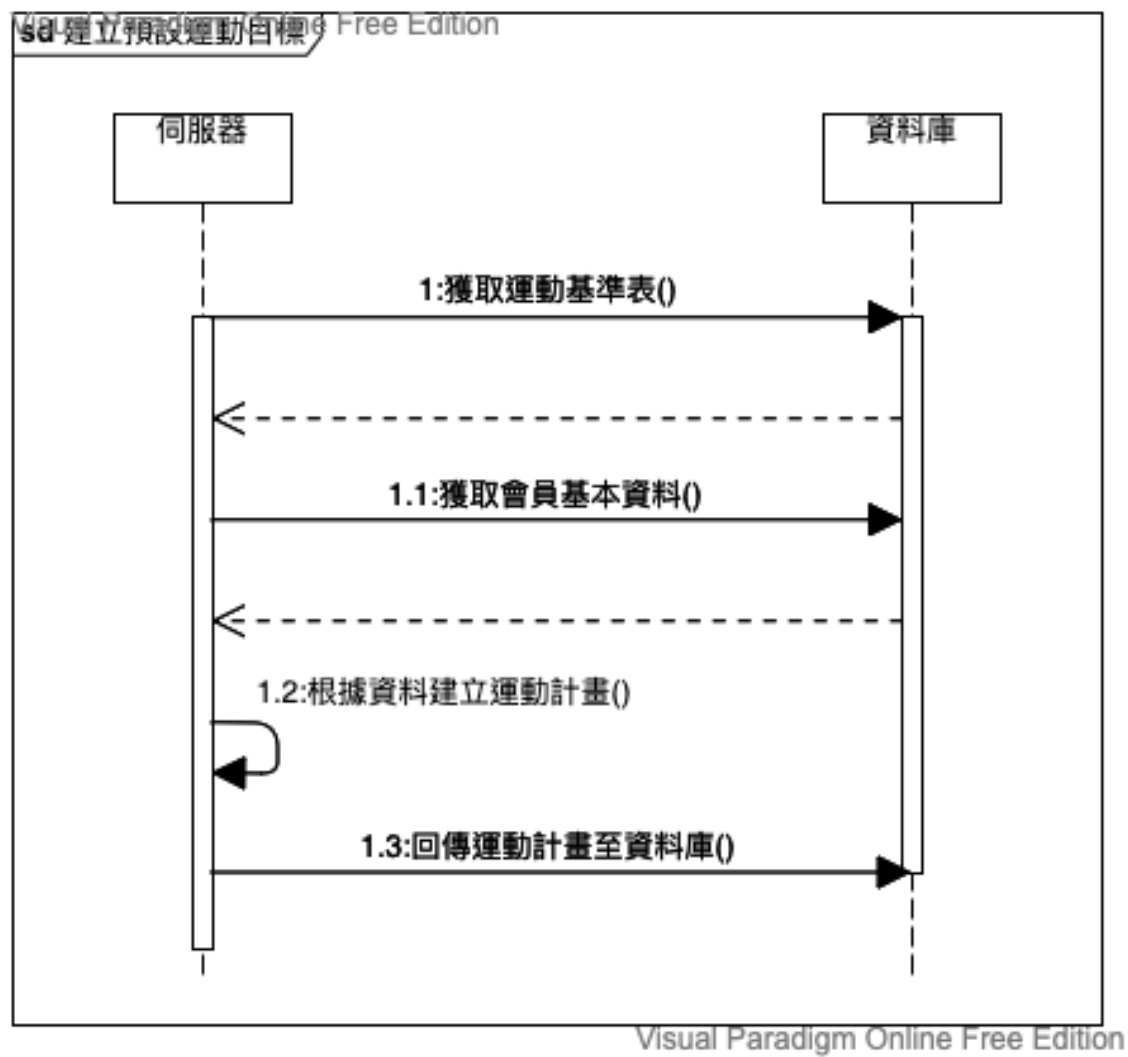 Visual Paradigm Online Free Edition
sd 建立預設運動目標
伺服器
資料庫
1:獲取運動基準表()
1.1:獲取會員基本資料()
1.2:根據資料建立運動計畫()
1.3:回傳運動計畫至資料庫()
Visual Paradigm Online Free Edition